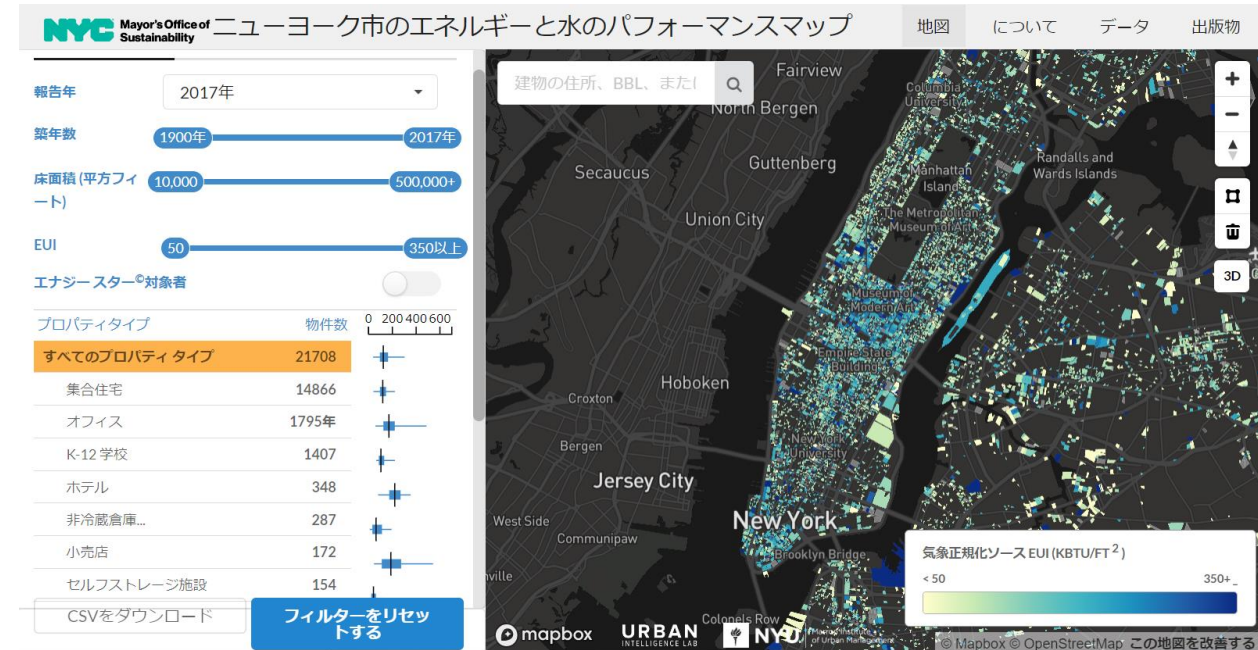 NYC Mayor's Office of Sustainability ニューヨーク市のエネルギーと水のパフォーマンスマップ
地図 について データ 出版物
報告年 2017年
築年数 1900年 2017年
床面積 (平方フィート) 10,000 500,000+
EUI 50 350以上
エナジースター©対象者
プロパティタイプ 物件数 0 200 400 600
すべてのプロパティ タイプ 21708
集合住宅 14866
オフィス 1795年
K-12 学校 1407
ホテル 348
非冷蔵倉庫... 287
小売店 172
セルフストレージ施設 154
CSVをダウンロード
フィルターをリセットする
建物の住所、BBL、また
Fairview
North Bergen
Columbia University
Secaucus
Guttenberg
Manhattan Island
Randalls and Wards Islands
Union City
The Metropolitan Museum of Art
3D
Museum of Modern Art
Empire State Building
Hoboken
Croxton
Bergen
New York University
Jersey City
West Side
New York
Communipaw
Brooklyn Bridge
ville
Colonels Row
気象正規化ソース EUI (KBTU/FT²)
< 50 350+_
mapbox
URBAN INTELLIGENCE LAB
NYU Marron Institute of Urban Management
© Mapbox © OpenStreetMap この地図を改善する